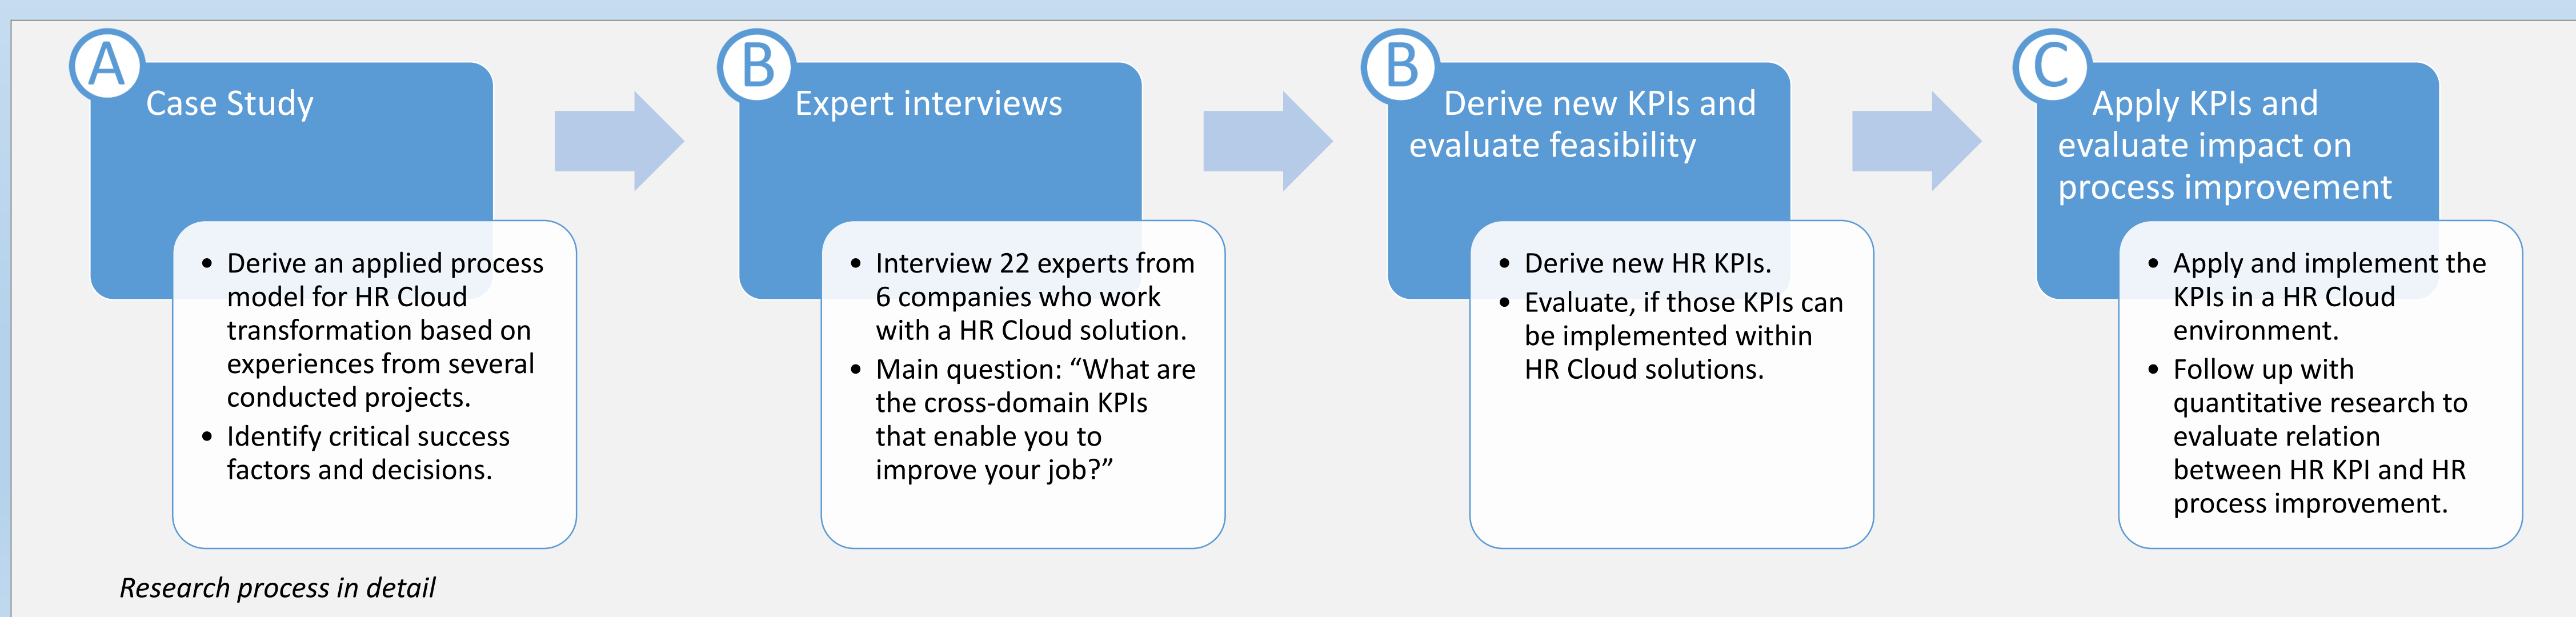 A
Case Study
• Derive an applied process
model for HR Cloud
transformation based on
experiences from several
conducted projects.
• Identify critical success
factors and decisions.
B
Expert interviews
• Interview 22 experts from
6 companies who work
with a HR Cloud solution.
• Main question: “What are
the cross-domain KPIs
that enable you to
improve your job?”
B
Derive new KPIs and
evaluate feasibility
• Derive new HR KPIs.
• Evaluate, if those KPIs can
be implemented within
HR Cloud solutions.
C
Apply KPIs and
evaluate impact on
process improvement
• Apply and implement the
KPIs in a HR Cloud
environment.
• Follow up with
quantitative research to
evaluate relation
between HR KPI and HR
process improvement.
Research process in detail